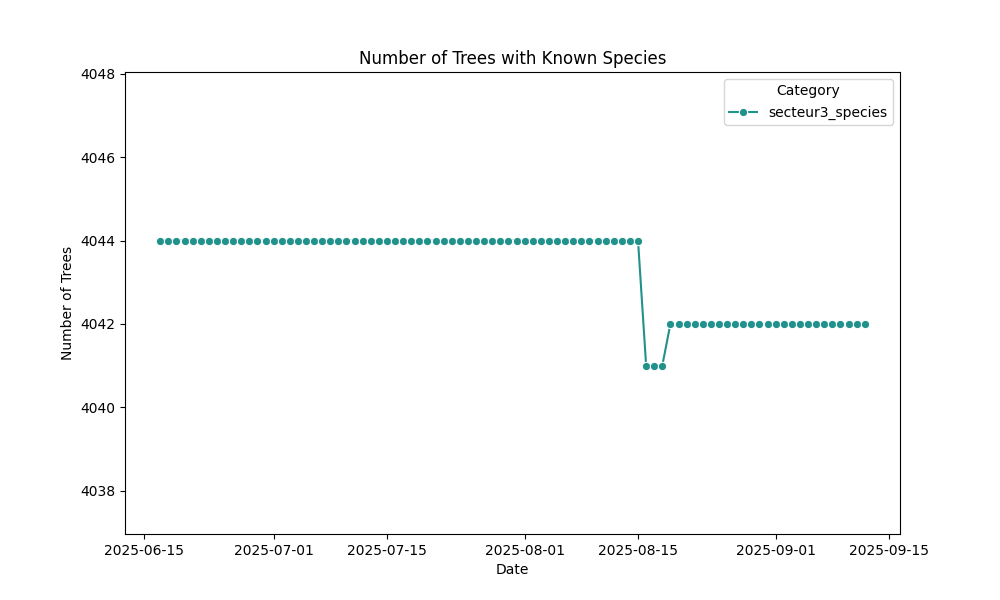 Number of Trees with Known Species
Category
secteur3_species
Number of Trees
4048
4046
4044
4042
4040
4038
2025-06-15
2025-07-01
2025-07-15
2025-08-01
2025-08-15
2025-09-01
2025-09-15
Date